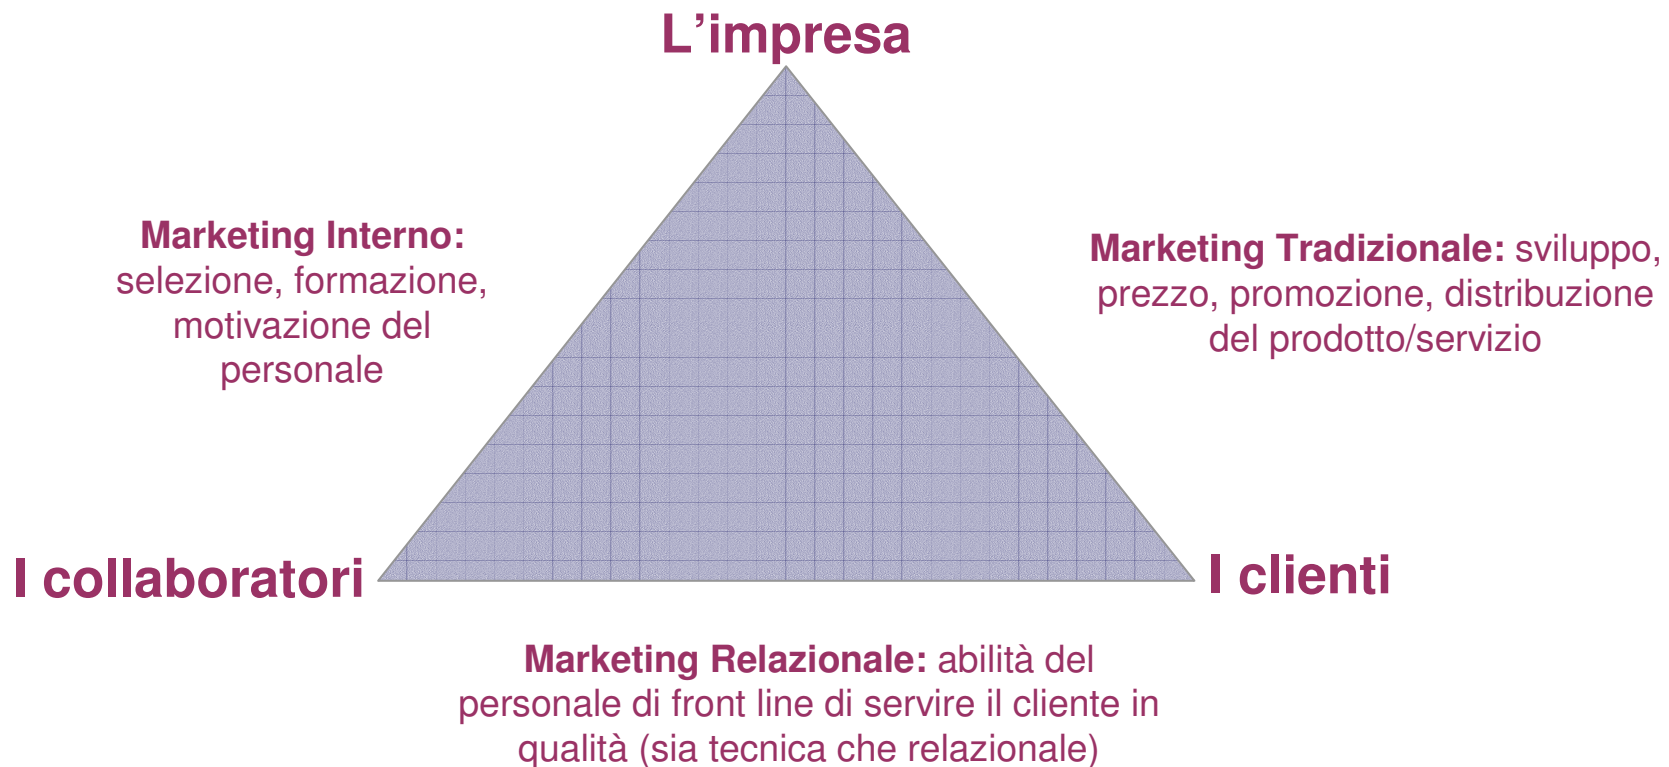 L'impresa
Marketing Interno:
selezione, formazione,
motivazione del
personale
Marketing Tradizionale: sviluppo,
prezzo, promozione, distribuzione
del prodotto/servizio
I collaboratori
I clienti
Marketing Relazionale: abilità del
personale di front line di servire il cliente in
qualità (sia tecnica che relazionale)